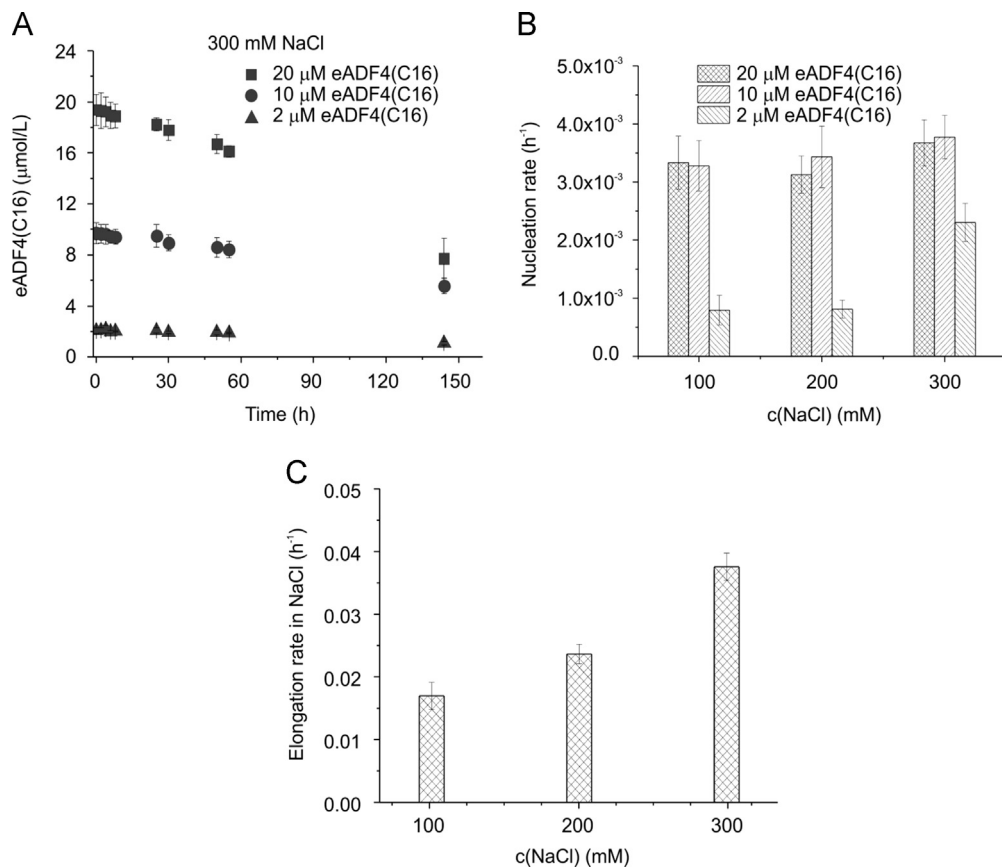 A
300 mM NaCl
20 μM eADF4(C16)
10 μM eADF4(C16)
2 μM eADF4(C16)
eADF4(C16) (μmol/L)
24
20
16
12
8
4
0
0 30 60 90 120 150
Time (h)
B
20 μM eADF4(C16)
10 μM eADF4(C16)
2 μM eADF4(C16)
Nucleation rate (h⁻¹)
5.0x10⁻³
4.0x10⁻³
3.0x10⁻³
2.0x10⁻³
1.0x10⁻³
0.0
100 200 300
c(NaCl) (mM)
C
Elongation rate in NaCl (h⁻¹)
0.05
0.04
0.03
0.02
0.01
0.00
100 200 300
c(NaCl) (mM)